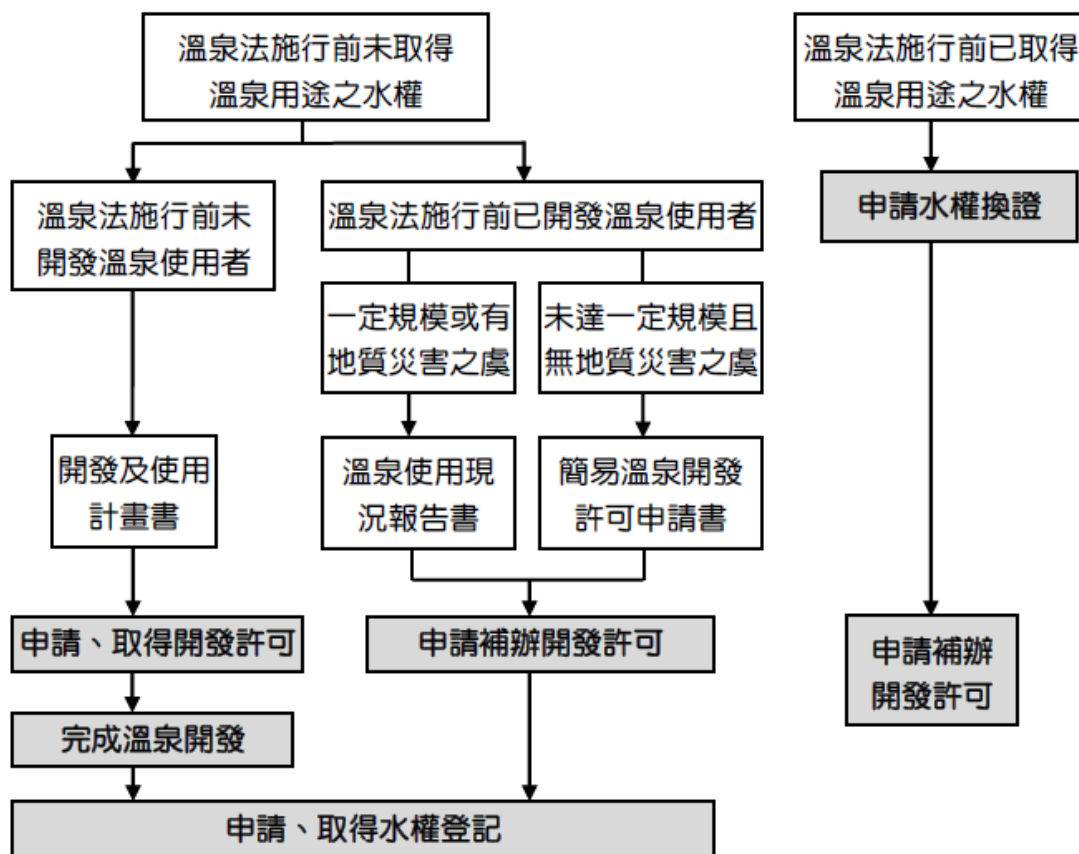 溫泉法施行前未取得
溫泉用途之水權
溫泉法施行前已取得
溫泉用途之水權
溫泉法施行前未
開發溫泉使用者
溫泉法施行前已開發溫泉使用者
申請水權換證
一定規模或有
地質災害之虞
未達一定規模且
無地質災害之虞
開發及使用
計畫書
溫泉使用現
況報告書
簡易溫泉開發
許可申請書
申請、取得開發許可
申請補辦開發許可
申請補辦
開發許可
完成溫泉開發
申請、取得水權登記